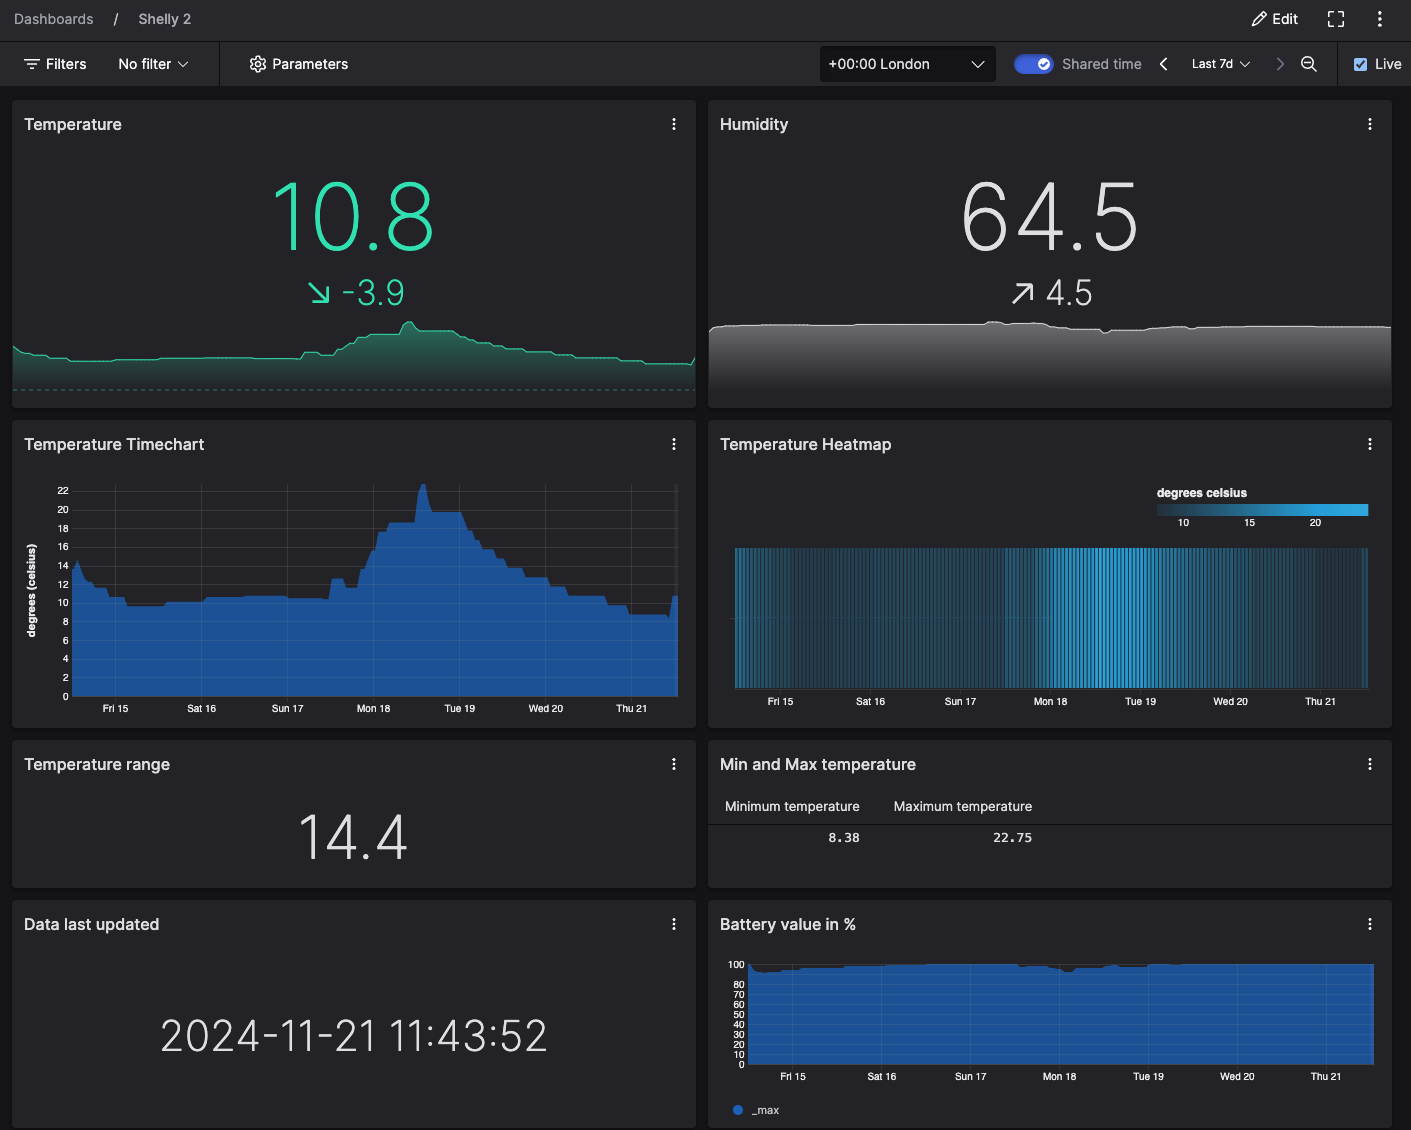 Dashboards / Shelly 2
Edit
Filters
No filter
Parameters
+00:00 London
Shared time
Last 7d
Live
Temperature
10.8
-3.9
Humidity
64.5
4.5
Temperature Timechart
degrees (celsius)
22
20
18
16
14
12
10
8
6
4
2
0
Fri 15 Sat 16 Sun 17 Mon 18 Tue 19 Wed 20 Thu 21
Temperature Heatmap
degrees celsius
10 15 20
Fri 15 Sat 16 Sun 17 Mon 18 Tue 19 Wed 20 Thu 21
Temperature range
14.4
Min and Max temperature
Minimum temperature Maximum temperature
8.38 22.75
Data last updated
2024-11-21 11:43:52
Battery value in %
100
80
70
60
50
40
30
20
10
0
Fri 15 Sat 16 Sun 17 Mon 18 Tue 19 Wed 20 Thu 21
_max